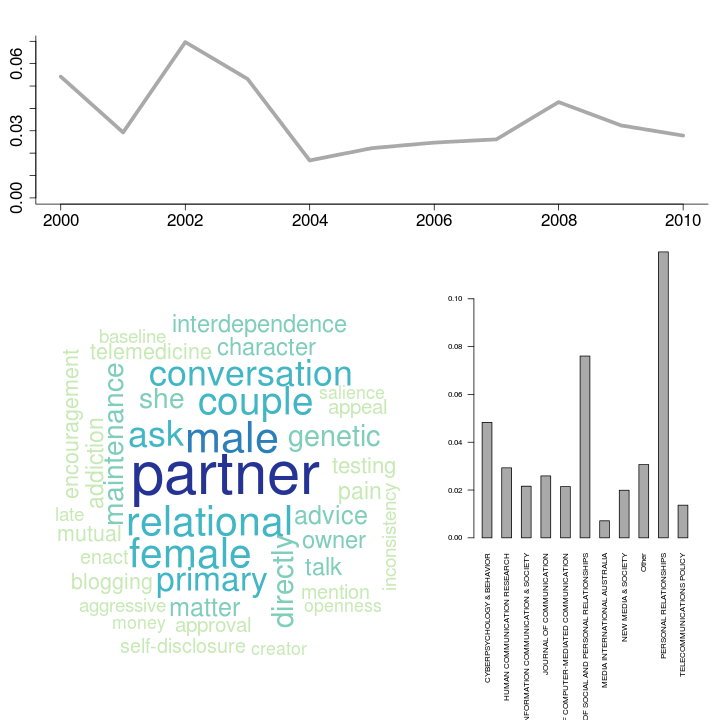 0.06
0.03
0.00
2000 2002 2004 2006 2008 2010
interdependence
baseline
telemedicine character
conversation
encouragement
maintenance
she couple
salience
appeal
addiction
ask male genetic
partner
testing
pain
inconsistency
late
relational advice
mutual
female owner
enact
directly
talk
blogging primary
mention
aggressive matter openness
money approval
self-disclosure creator
0.10
0.08
0.06
0.04
0.02
0.00
CYBERPSYCHOLOGY & BEHAVIOR
HUMAN COMMUNICATION RESEARCH
NFORMATION COMMUNICATION & SOCIETY
JOURNAL OF COMMUNICATION
F COMPUTER-MEDIATED COMMUNICATION
OF SOCIAL AND PERSONAL RELATIONSHIPS
MEDIA INTERNATIONAL AUSTRALIA
NEW MEDIA & SOCIETY
Other
PERSONAL RELATIONSHIPS
TELECOMMUNICATIONS POLICY